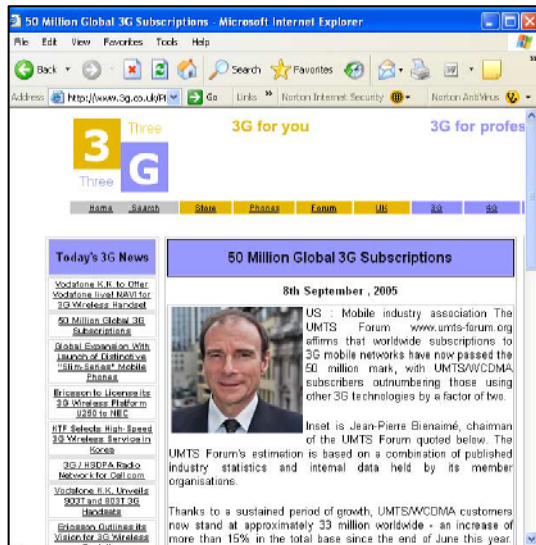 50 Million Global 3G Subscriptions - Microsoft Internet Explorer
File Edit View Favorites Tools Help
Back Search Favorites
Address http://www.3g.co.uk/PR Go Links » Norton Internet Security Norton AntiVirus
3 Three
Three G
3G for you
3G for profes
Home Search Store Phones Forum UK 3G 4G
Today's 3G News
Vodafone K.K. to Offer
Vodafone live! NAVI for
3G Wireless Handset
50 Million Global 3G
Subscriptions
Global Expansion With
Launch of Distinctive
"Slim-Series" Mobile
Phones
Ericsson to License its
3G Wireless Platform
U250 to NEC
KTF Selects High-Speed
3G Wireless Service in
Korea
3G / HSDPA Radio
Network for Cellcom
Vodafone K.K. Unveils
903T and 803T 3G
Handsets
Ericsson Outlines its
Vision for 3G Wireless
50 Million Global 3G Subscriptions
8th September , 2005
US : Mobile industry association The
UMTS Forum www.umts-forum.org
affirms that worldwide subscriptions to
3G mobile networks have now passed the
50 million mark, with UMTS/WCDMA
subscribers outnumbering those using
other 3G technologies by a factor of two.
Inset is Jean-Pierre Bienaimé, chairman
of the UMTS Forum quoted below. The
UMTS Forum's estimation is based on a combination of published
industry statistics and internal data held by its member
organisations.
Thanks to a sustained period of growth, UMTS/WCDMA customers
now stand at approximately 33 million worldwide - an increase of
more than 15% in the total base since the end of June this year.